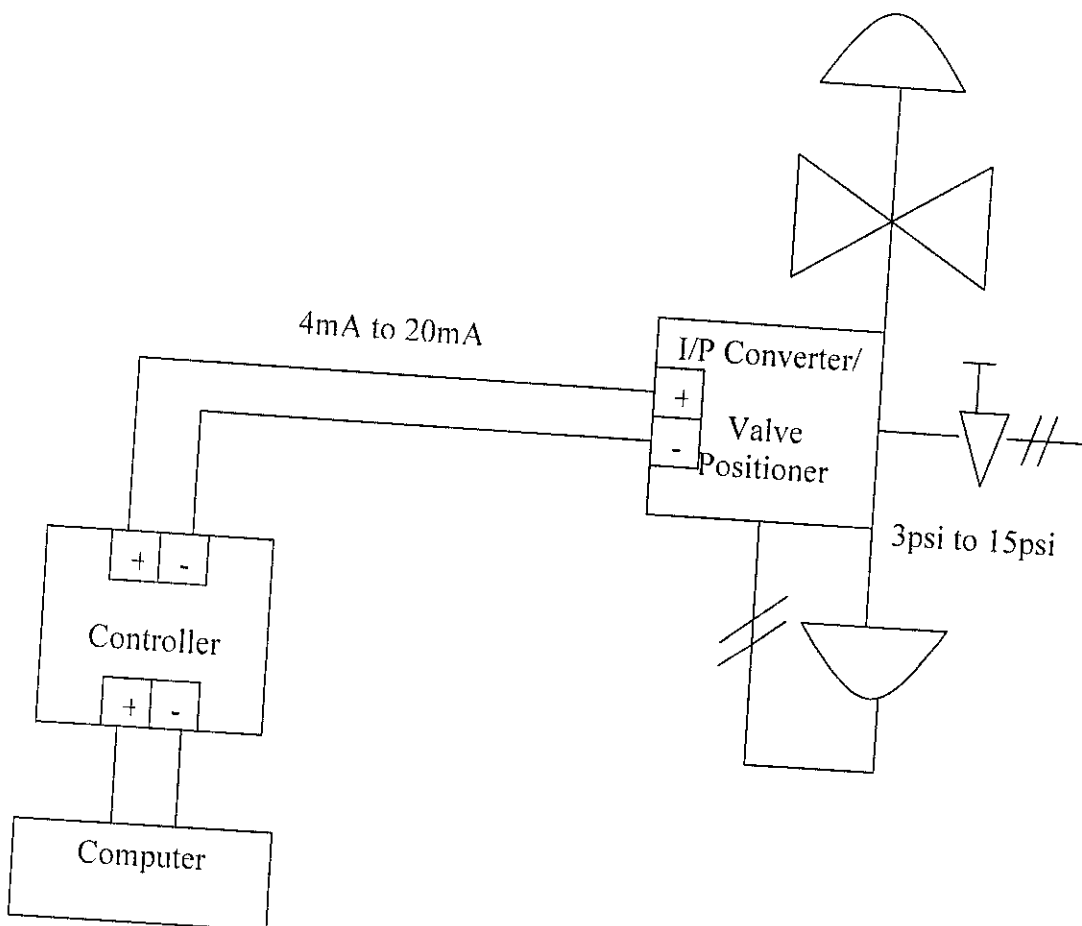 4mA to 20mA
I/P Converter/
+
Valve
-
Positioner
3psi to 15psi
+ -
Controller
+ -
Computer